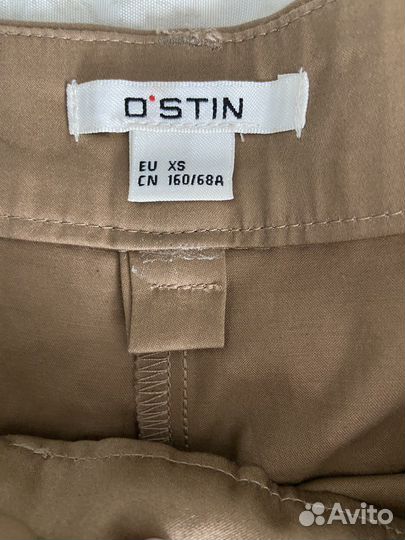 O'STIN
EU XS
CN 160/68A
Avito